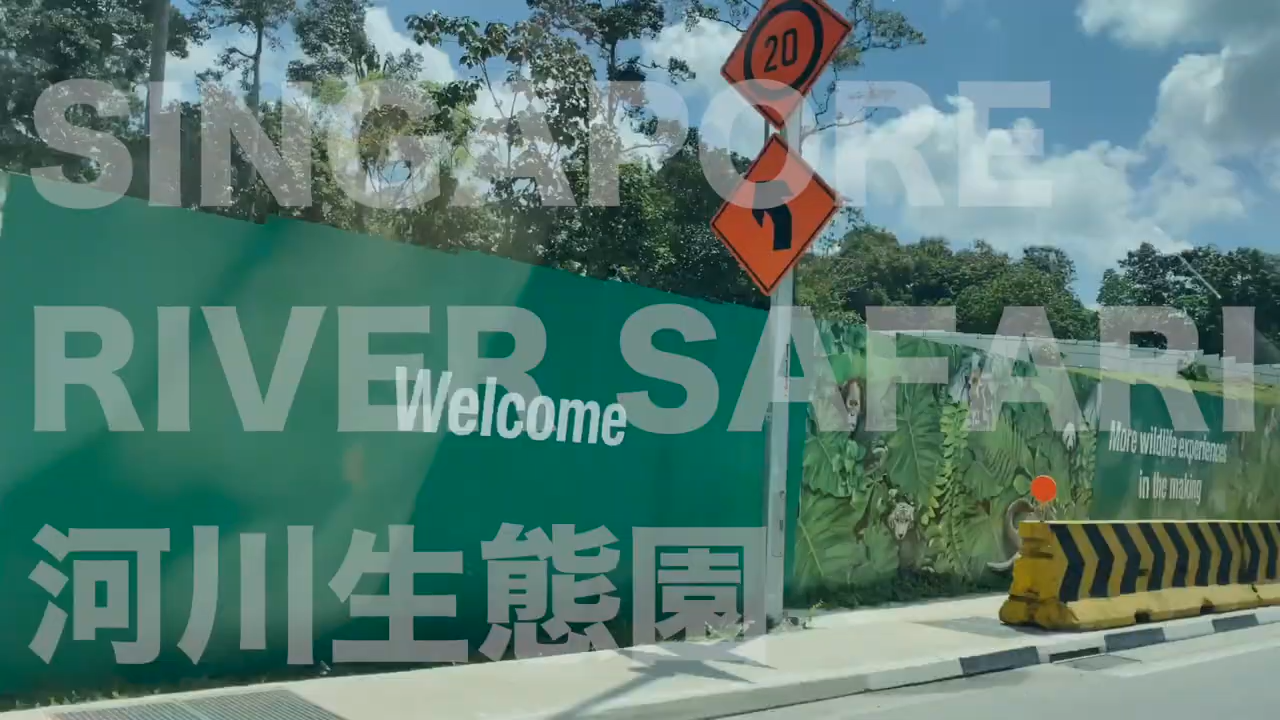 20
SINGAPORE
RIVER SAFARI
Welcome
More wildlife experiences
in the making
河川生態園